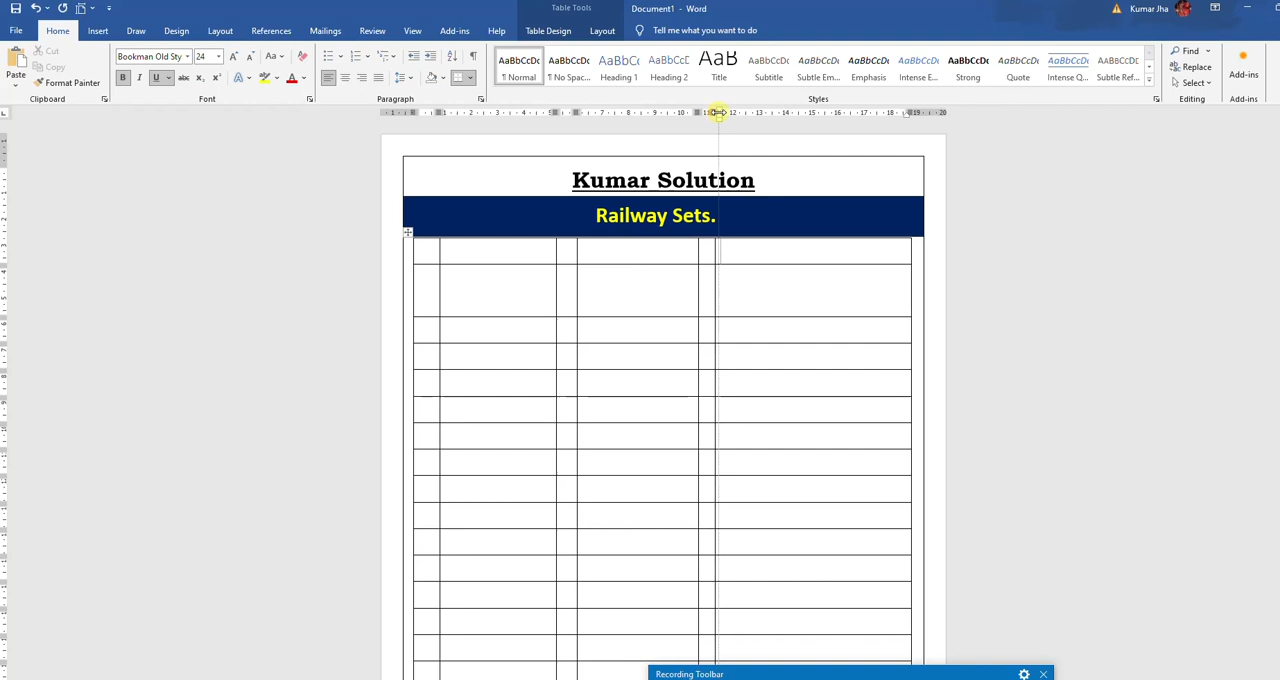 Table Tools
Document1 - Word
Kumar Jha
File Home Insert Draw Design Layout References Mailings Review View Add-ins Help Table Design Layout Tell me what you want to do
Paste
Cut
Copy
Format Painter
Clipboard
Bookman Old Sty 24
Font
Paragraph
AaBbCcDc AaBbCcDc AaBbCc AaBbCcD AaB AaBbCcD AaBbCcDc AaBbCcDc AaBbCcDc AaBbCcDc AaBbCcDc AaBbCcDc AaBbCcDc
¶ Normal ¶ No Spac... Heading 1 Heading 2 Title Subtitle Subtle Em... Emphasis Intense E... Strong Quote Intense Q... Subtle Ref...
Styles
Find
Replace
Select
Editing
Add-ins
Add-ins
Kumar Solution
Railway Sets.
Recording Toolbar